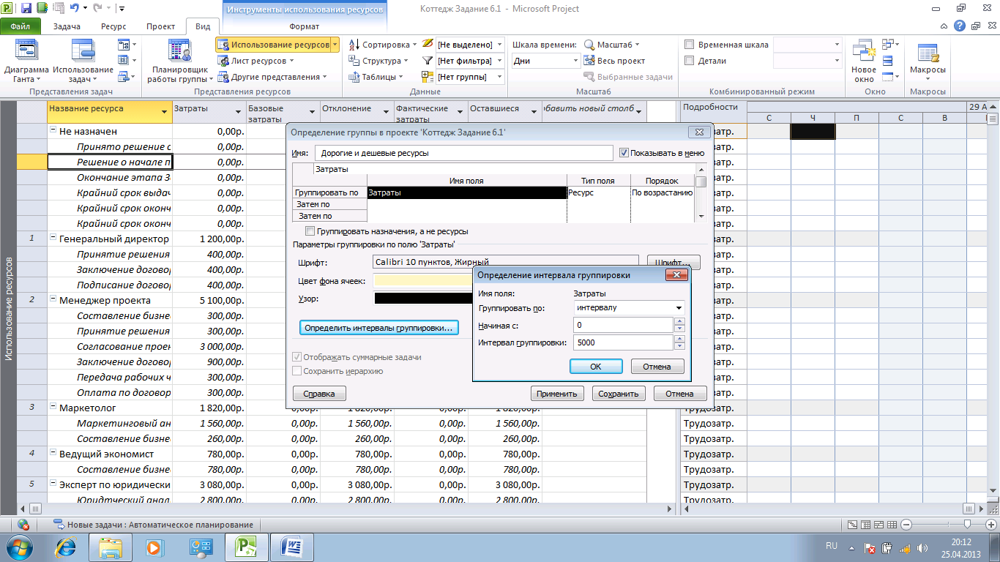 Инструменты использования ресурсов
Коттедж Задание 6.1 - Microsoft Project
Файл Задача Ресурс Проект Вид Формат
Диаграмма Ганта
Использование задач
Представления задач
Планировщик работы группы
Использование ресурсов
Лист ресурсов
Другие представления
Представления ресурсов
Сортировка
Структура
Таблицы
[Не выделено]
[Нет фильтра]
[Нет группы]
Данные
Шкала времени:
Дни
Масштаб
Весь проект
Выбранные задачи
Масштаб
Временная шкала
Детали
Комбинированный режим
Новое окно
Окно
Макросы
Макросы
Название ресурса Затраты Базовые затраты Отклонение Фактические затраты Оставшиеся обавить новый столб Подробности 29 А
С Ч П С В
Не назначен 0,00р.
Принято решение о 0,00р.
Решение о начале п 0,00р.
Окончание этапа За 0,00р.
Крайний срок выдач 0,00р.
Крайний срок оконч 0,00р.
Крайний срок оконч 0,00р.
1 Генеральный директор 1 200,00р.
Принятие решения 400,00р.
Заключение договор 400,00р.
Подписание договор 400,00р.
2 Менеджер проекта 5 100,00р.
Составление бизне 300,00р.
Принятие решения 300,00р.
Согласование проен 3 000,00р.
Заключение договор 900,00р.
Передача рабочих ч 300,00р.
Оплата по договор 300,00р.
3 Маркетолог 1 820,00р. 0,00р. 1 820,00р. 0,00р. 1 820,00р. Трудозатр.
Маркетинговый ан 1 560,00р. 0,00р. 1 560,00р. 0,00р. 1 560,00р. Трудозатр.
Составление бизне 260,00р. 0,00р. 260,00р. 0,00р. 260,00р. Трудозатр.
4 Ведущий экономист 780,00р. 0,00р. 780,00р. 0,00р. 780,00р. Трудозатр.
Составление бизне 780,00р. 0,00р. 780,00р. 0,00р. 780,00р. Трудозатр.
5 Эксперт по юридически 3 080,00р. 0,00р. 3 080,00р. 0,00р. 3 080,00р. Трудозатр.
Юридтческий анал 2 800,00р. 0,00р. 2 800,00р. 0,00р. 2 800,00р. Трудозатр.
Использование ресурсов
Определение группы в проекте 'Коттедж Задание 6.1'
Имя: Дорогие и дешевые ресурсы Показывать в меню
Затраты
Имя поля Тип поля Порядок
Группировать по Затраты Ресурс По возрастанию
Затем по
Затем по
Группировать назначения, а не ресурсы
Параметры группировки по полю 'Затраты'
Шрифт: Calibri 10 пунктов, Жирный Шрифт...
Цвет фона ячеек:
Узор:
Определить интервалы группировки...
Отображать суммарные задачи
Сохранить иерархию
Справка Применить Сохранить Отмена
Определение интервала группировки
Имя поля: Затраты
Группировать по: интервалу
Начиная с: 0
Интервал группировки: 5000
ОК Отмена
Новые задачи : Автоматическое планирование
RU
20:12
25.04.2013